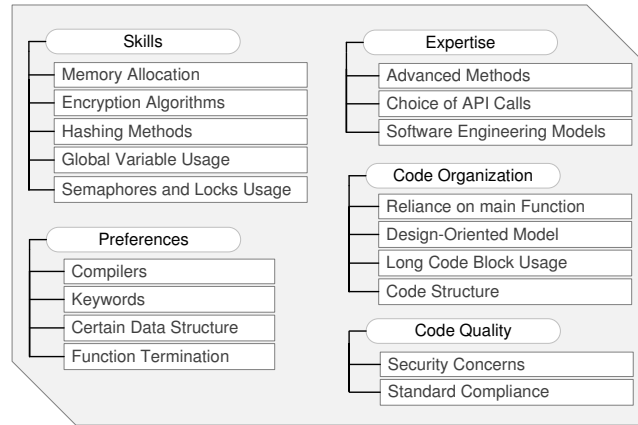 Skills
Memory Allocation
Encryption Algorithms
Hashing Methods
Global Variable Usage
Semaphores and Locks Usage
Preferences
Compilers
Keywords
Certain Data Structure
Function Termination
Expertise
Advanced Methods
Choice of API Calls
Software Engineering Models
Code Organization
Reliance on main Function
Design-Oriented Model
Long Code Block Usage
Code Structure
Code Quality
Security Concerns
Standard Compliance